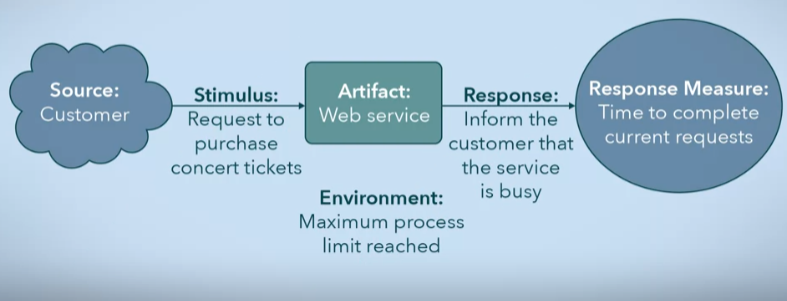 Source:
Customer
Stimulus:
Request to
purchase
concert tickets
Artifact:
Web service
Environment:
Maximum process
limit reached
Response:
Inform the
customer that
the service
is busy
Response Measure:
Time to complete
current requests